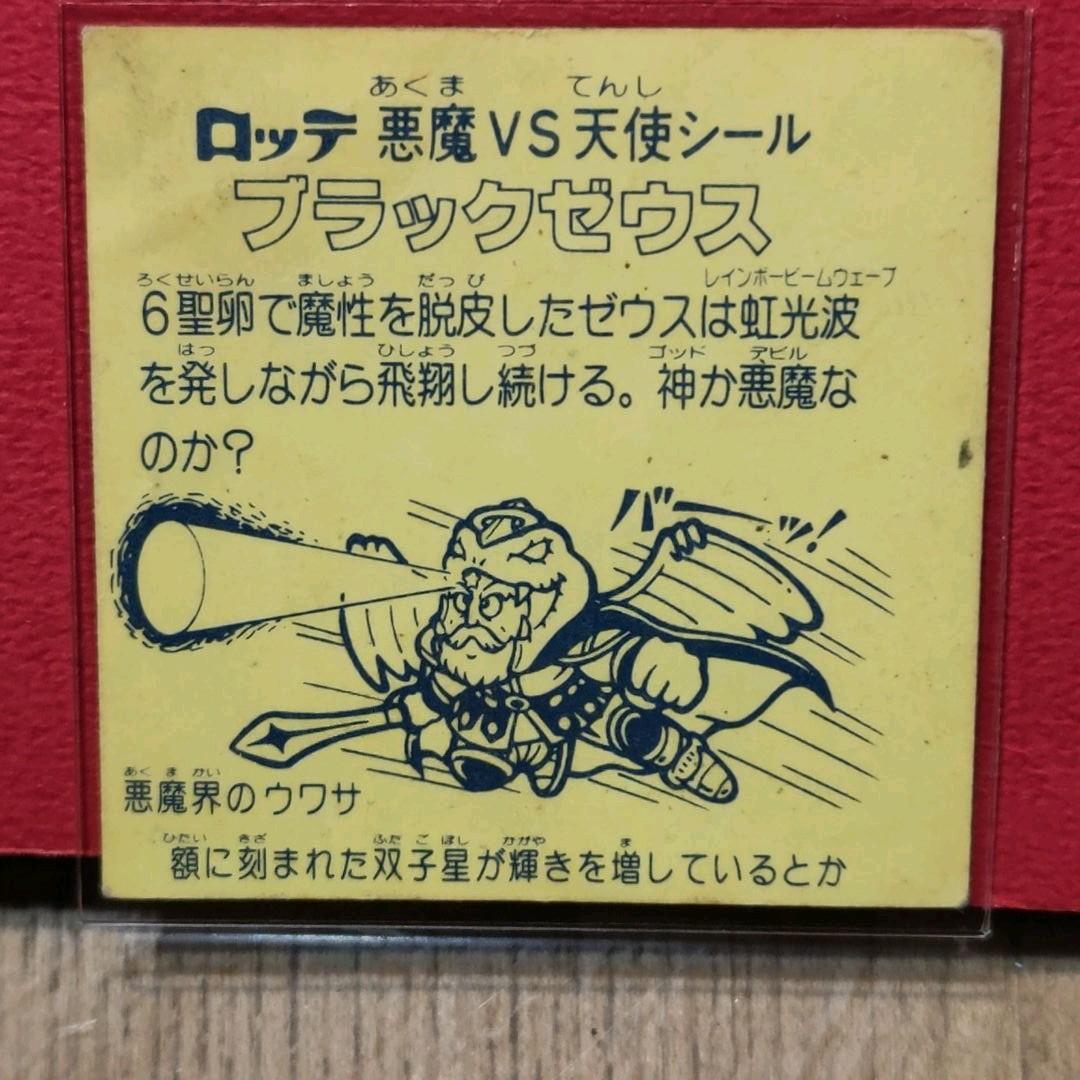 あくま てんし
ロッテ 悪魔VS天使シール
ブラックゼウス
ろくせいらん ましょう だっぴ レインボービームウェーブ
6聖卵で魔性を脱皮したゼウスは虹光波
はっ ひしょう つづ ゴッド デビル
を発しながら飛翔し続ける。神か悪魔な
のか?
バーッ!
あくまかい
悪魔界のウワサ
ひたい きざ ふたごぼし かがや ま
額に刻まれた双子星が輝きを増しているとか